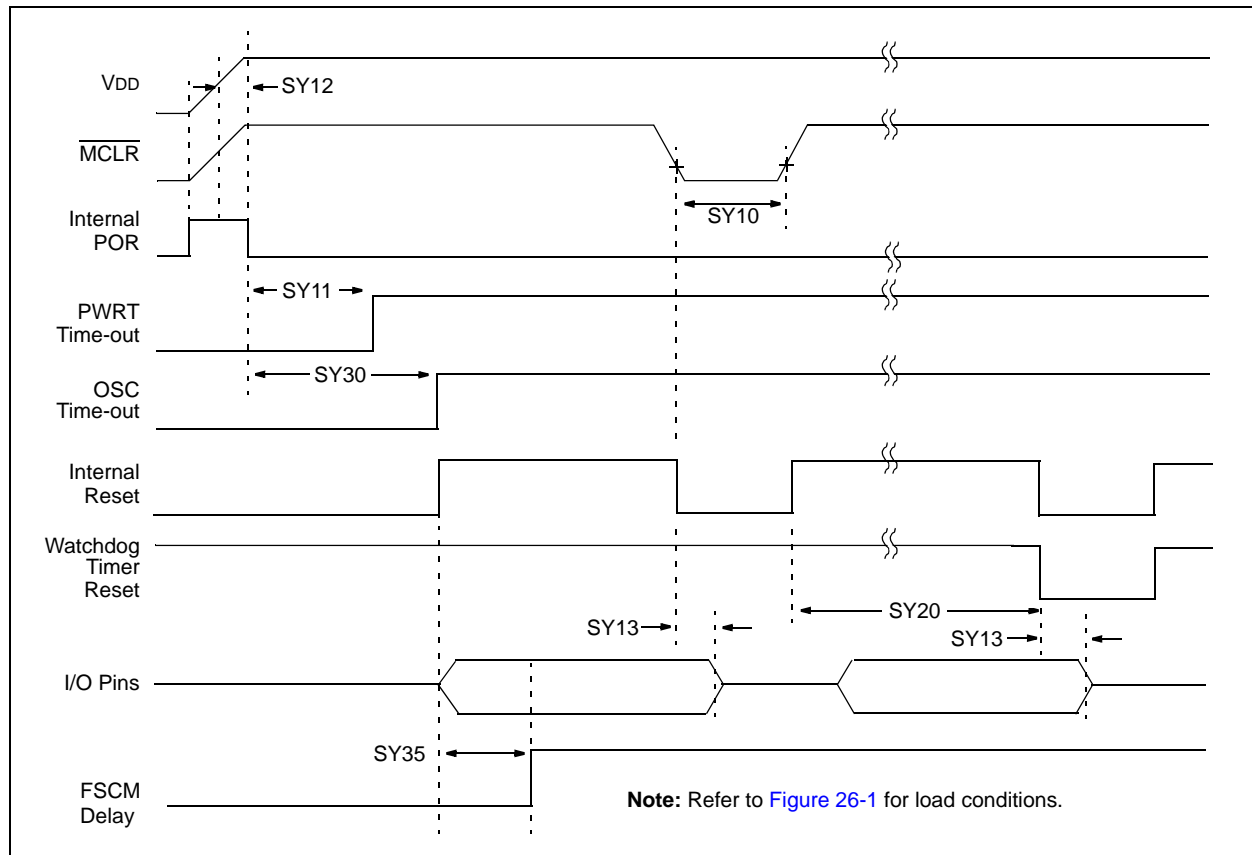 VDD
SY12
MCLR
SY10
Internal
POR
SY11
PWRT
Time-out
SY30
OSC
Time-out
Internal
Reset
Watchdog
Timer
Reset
SY20
SY13
SY13
I/O Pins
SY35
FSCM
Delay
Note: Refer to Figure 26-1 for load conditions.